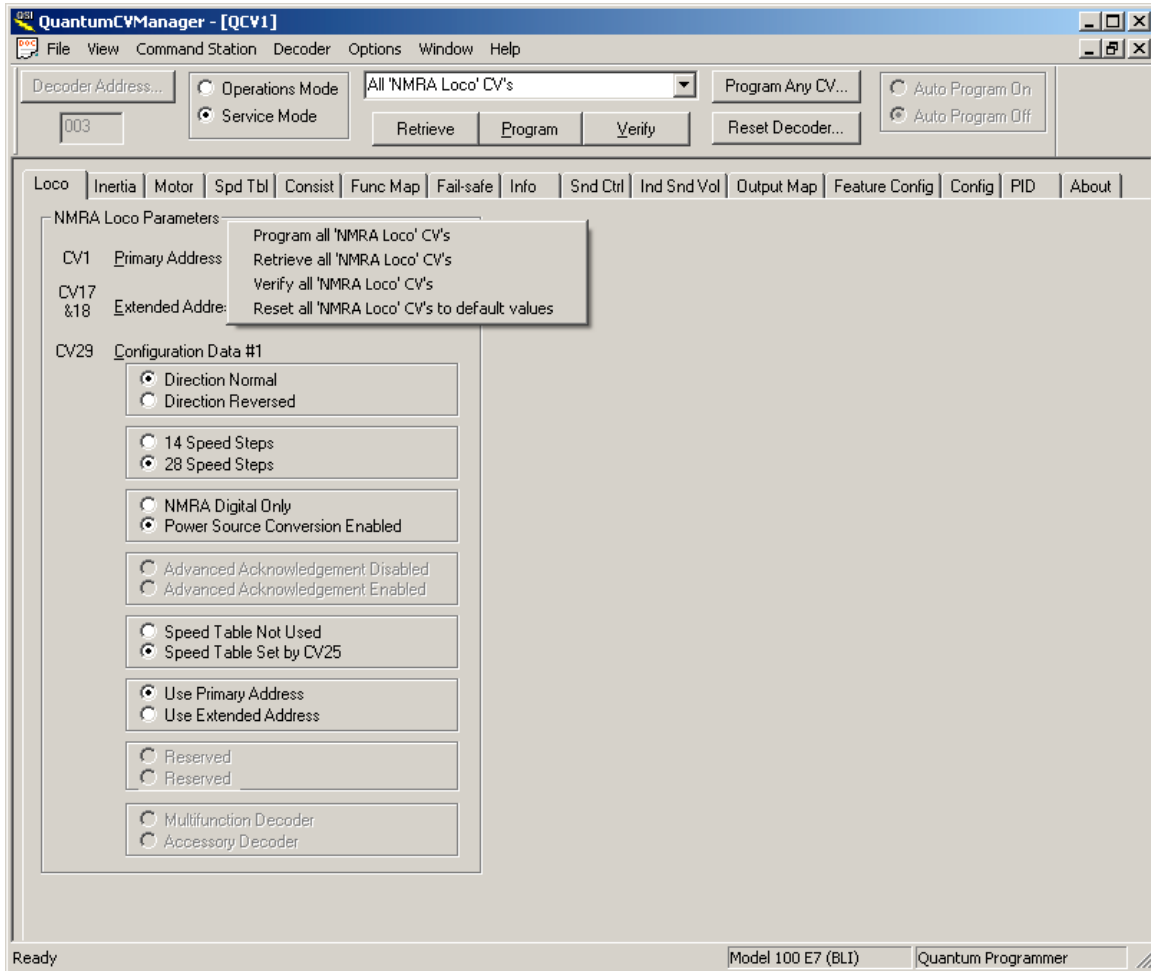 QSI
QuantumCVManager - [QCV1]
DOC
File View Command Station Decoder Options Window Help
Decoder Address...
003
Operations Mode
Service Mode
All 'NMRA Loco' CV's
Retrieve Program Verify
Program Any CV...
Reset Decoder...
Auto Program On
Auto Program Off
Loco Inertia Motor Spd Tbl Consist Func Map Fail-safe Info Snd Ctrl Ind Snd Vol Output Map Feature Config Config PID About
NMRA Loco Parameters
CV1 Primary Address
CV17
&18 Extended Addre
Program all 'NMRA Loco' CV's
Retrieve all 'NMRA Loco' CV's
Verify all 'NMRA Loco' CV's
Reset all 'NMRA Loco' CV's to default values
CV29 Configuration Data #1
Direction Normal
Direction Reversed
14 Speed Steps
28 Speed Steps
NMRA Digital Only
Power Source Conversion Enabled
Advanced Acknowledgement Disabled
Advanced Acknowledgement Enabled
Speed Table Not Used
Speed Table Set by CV25
Use Primary Address
Use Extended Address
Reserved
Reserved
Multifunction Decoder
Accessory Decoder
Ready
Model 100 E7 (BLI)
Quantum Programmer